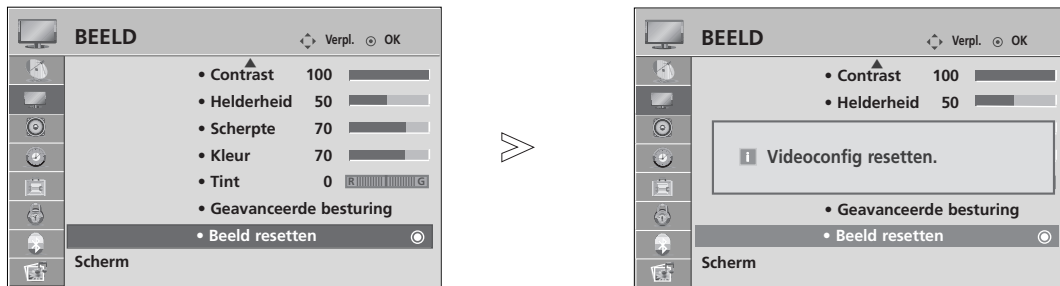 BEELD
Verpl. OK
• Contrast 100
• Helderheid 50
• Scherpte 70
• Kleur 70
• Tint 0 R G
• Geavanceerde besturing
• Beeld resetten
Scherm
>
BEELD
Verpl. OK
• Contrast 100
• Helderheid 50
i Videoconfig resetten.
• Geavanceerde besturing
• Beeld resetten
Scherm